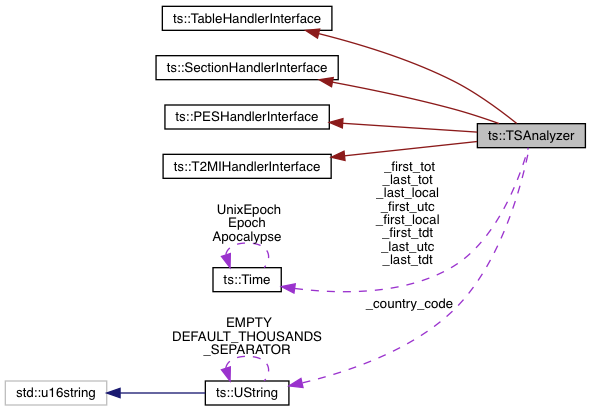 ts::TableHandlerInterface
ts::SectionHandlerInterface
ts::PESHandlerInterface
ts::TSAnalyzer
ts::T2MIHandlerInterface
_first_tot
_last_tot
_last_local
_first_utc
_first_local
_first_tdt
_last_utc
_last_tdt
UnixEpoch
Epoch
Apocalypse
ts::Time
_country_code
EMPTY
DEFAULT_THOUSANDS
_SEPARATOR
std::u16string
ts::UString